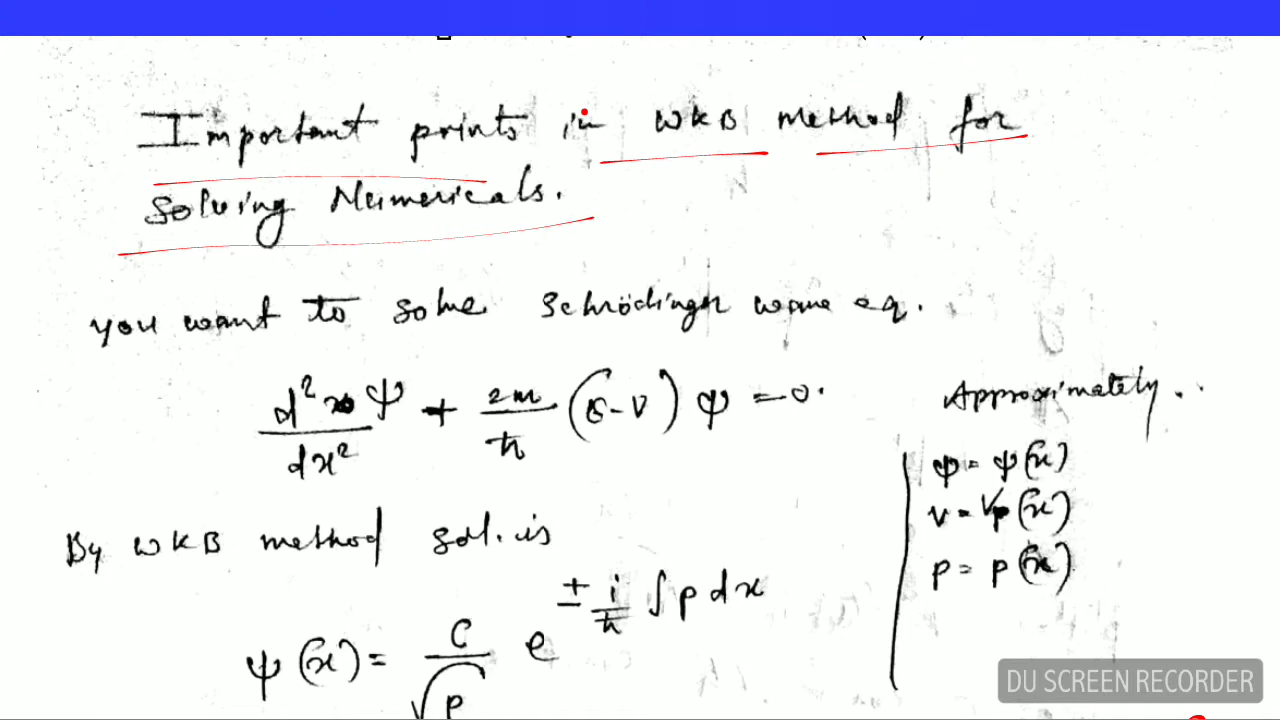 Important points in WKB method for
Solving Numericals.
you want to solve Schrödinger wave eq.
d²ψ/dx² + 2m/ħ (E-V) ψ = 0.
Approximately..
ψ = ψ(x)
V = V(x)
p = p(x)
By WKB method sol. is
ψ(x) = C/√p e^{± i/ħ ∫ p dx}
DU SCREEN RECORDER